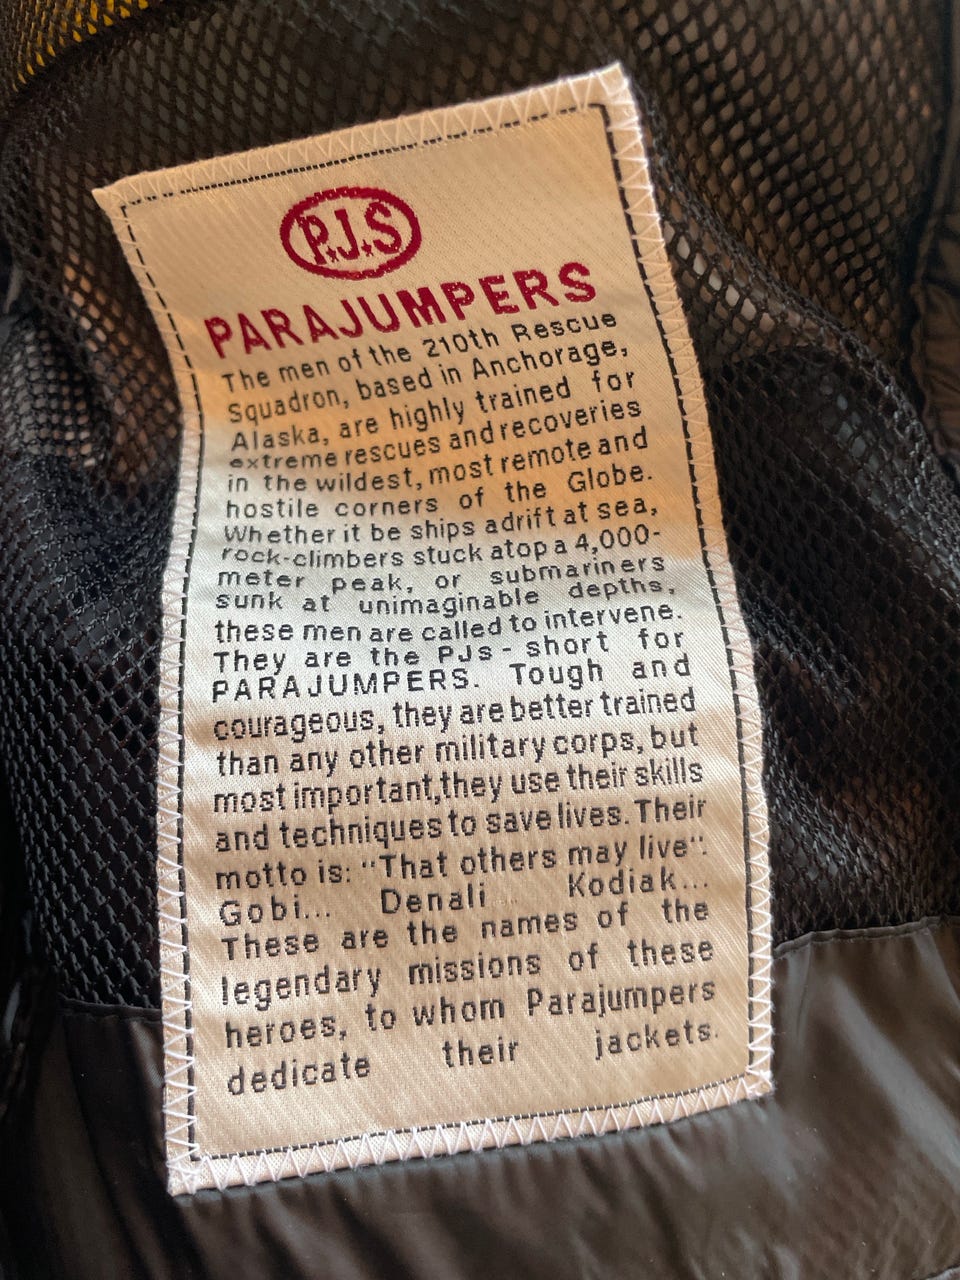 P.J.S
PARAJUMPERS
The men of the 210th Rescue
Squadron, based in Anchorage,
Alaska, are highly trained for
extreme rescues and recoveries
in the wildest, most remote and
hostile corners of the Globe.
Whether it be ships adrift at sea,
rock-climbers stuck atop a 4,000-
meter peak, or submariners
sunk at unimaginable depths,
these men are called to intervene.
They are the PJs - short for
PARAJUMPERS. Tough and
courageous, they are better trained
than any other military corps, but
most important,they use their skills
and techniques to save lives. Their
motto is: "That others may live".
Gobi... Denali... Kodiak...
These are the names of the
legendary missions of these
heroes, to whom Parajumpers
dedicate their jackets.